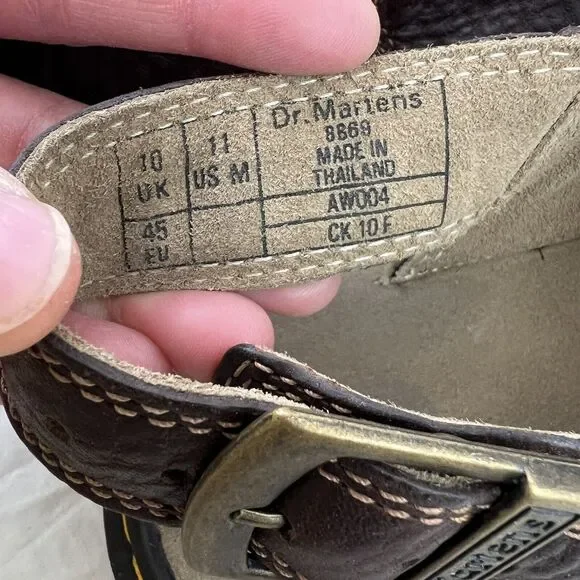 10
UK
11
US M
Dr. Martens
8869
MADE IN
THAILAND
45
EU
AW004
CK 10 F